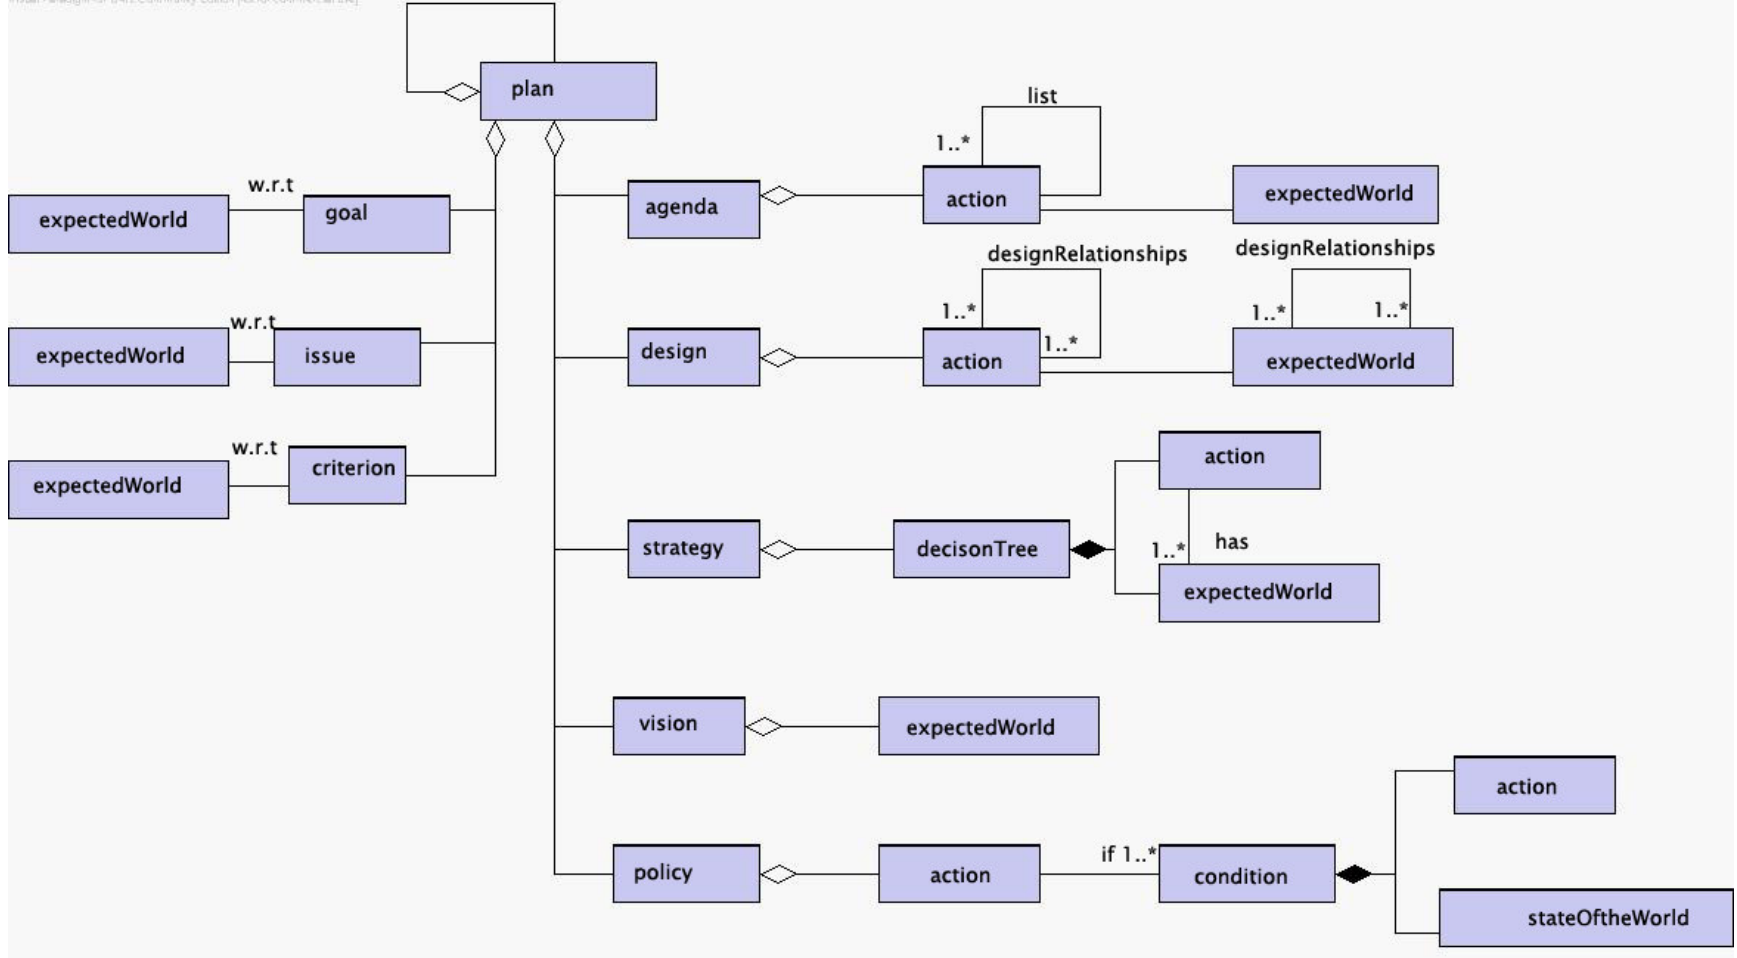 plan
list
1..*
agenda
action
expectedWorld
w.r.t
expectedWorld
goal
designRelationships
designRelationships
1..*
1..*
1..*
1..*
design
action
expectedWorld
w.r.t
expectedWorld
issue
w.r.t
expectedWorld
criterion
action
1..*
has
strategy
decisonTree
expectedWorld
vision
expectedWorld
action
policy
action
if 1..*
condition
stateOftheWorld